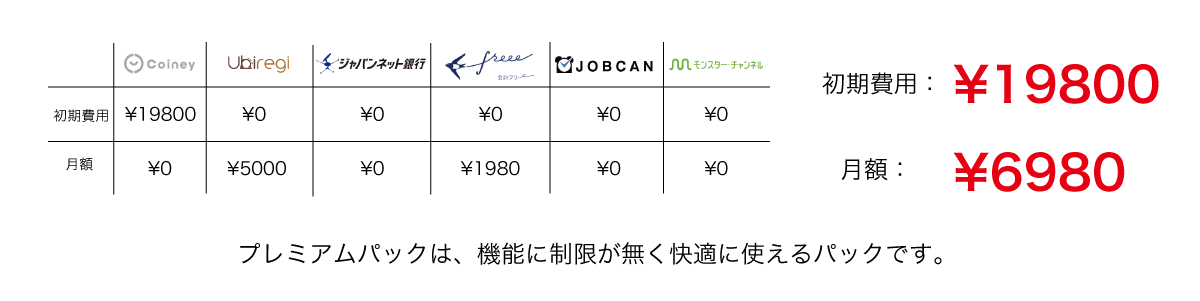 Coiney Ubiregi ジャパンネット銀行 freee 会計フリー JOBCAN モンスター・チャンネル
初期費用 ¥19800 ¥0 ¥0 ¥0 ¥0 ¥0
月額 ¥0 ¥5000 ¥0 ¥1980 ¥0 ¥0
初期費用： ¥19800
月額： ¥6980
プレミアムパックは、機能に制限が無く快適に使えるパックです。